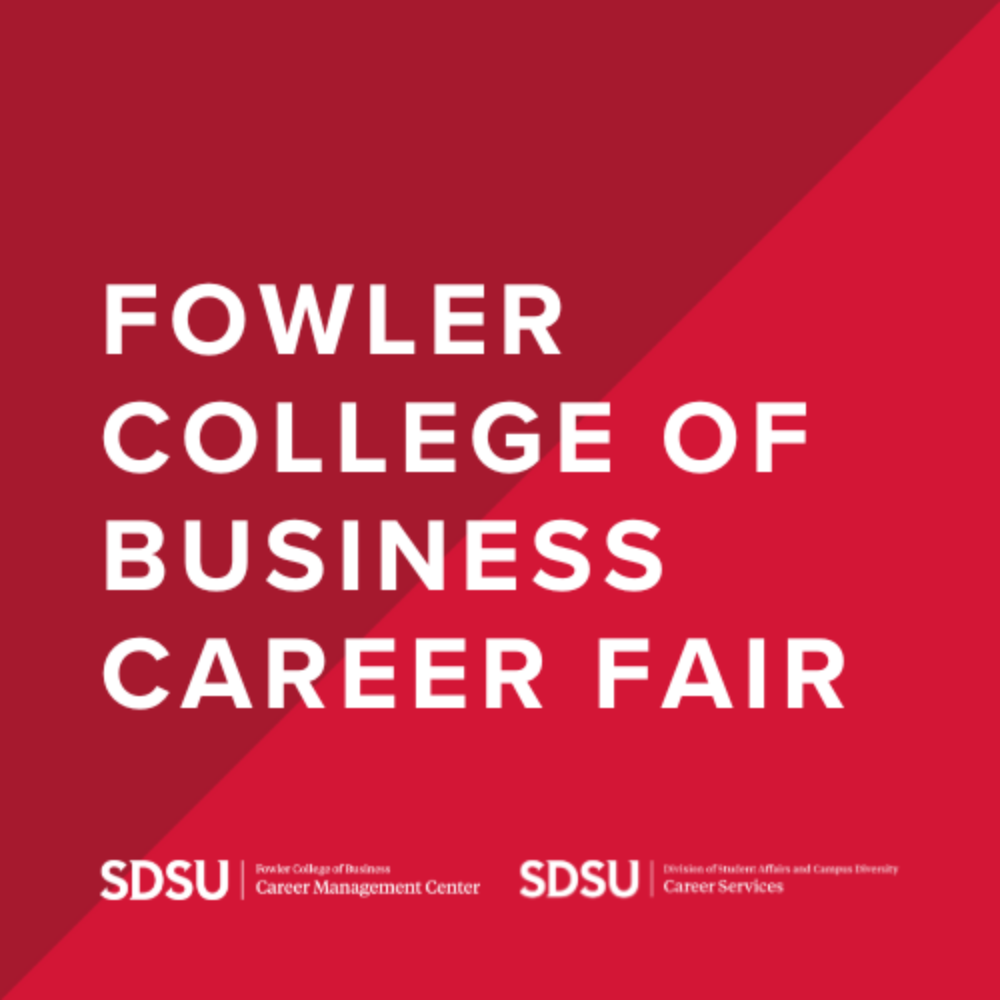 FOWLER
COLLEGE OF
BUSINESS
CAREER FAIR
SDSU
Fowler College of Business
Career Management Center
SDSU
Division of Student Affairs and Campus Diversity
Career Services